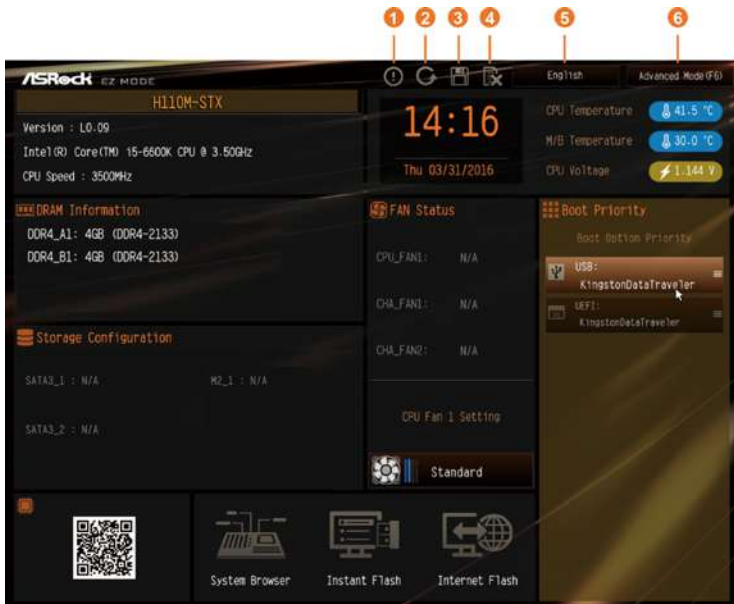 1 2 3 4 5 6
ASRock EZ MODE
English
Advanced Mode(F6)
H110M-STX
Version : L0.09
Intel(R) Core(TM) i5-6600K CPU @ 3.50GHz
CPU Speed : 3500MHz
14:16
Thu 03/31/2016
CPU Temperature 41.5 °C
M/B Temperature 30.0 °C
CPU Voltage 1.144 V
DRAM Information
DDR4_A1: 4GB (DDR4-2133)
DDR4_B1: 4GB (DDR4-2133)
Storage Configuration
SATA3_1 : N/A
M2_1 : N/A
SATA3_2 : N/A
FAN Status
CPU_FAN1: N/A
CHA_FAN1: N/A
CHA_FAN2: N/A
CPU Fan 1 Setting
Standard
Boot Priority
Boot Option Priority
USB:
KingstonDataTraveler
UEFI:
KingstonDataTraveler
System Browser
Instant Flash
Internet Flash